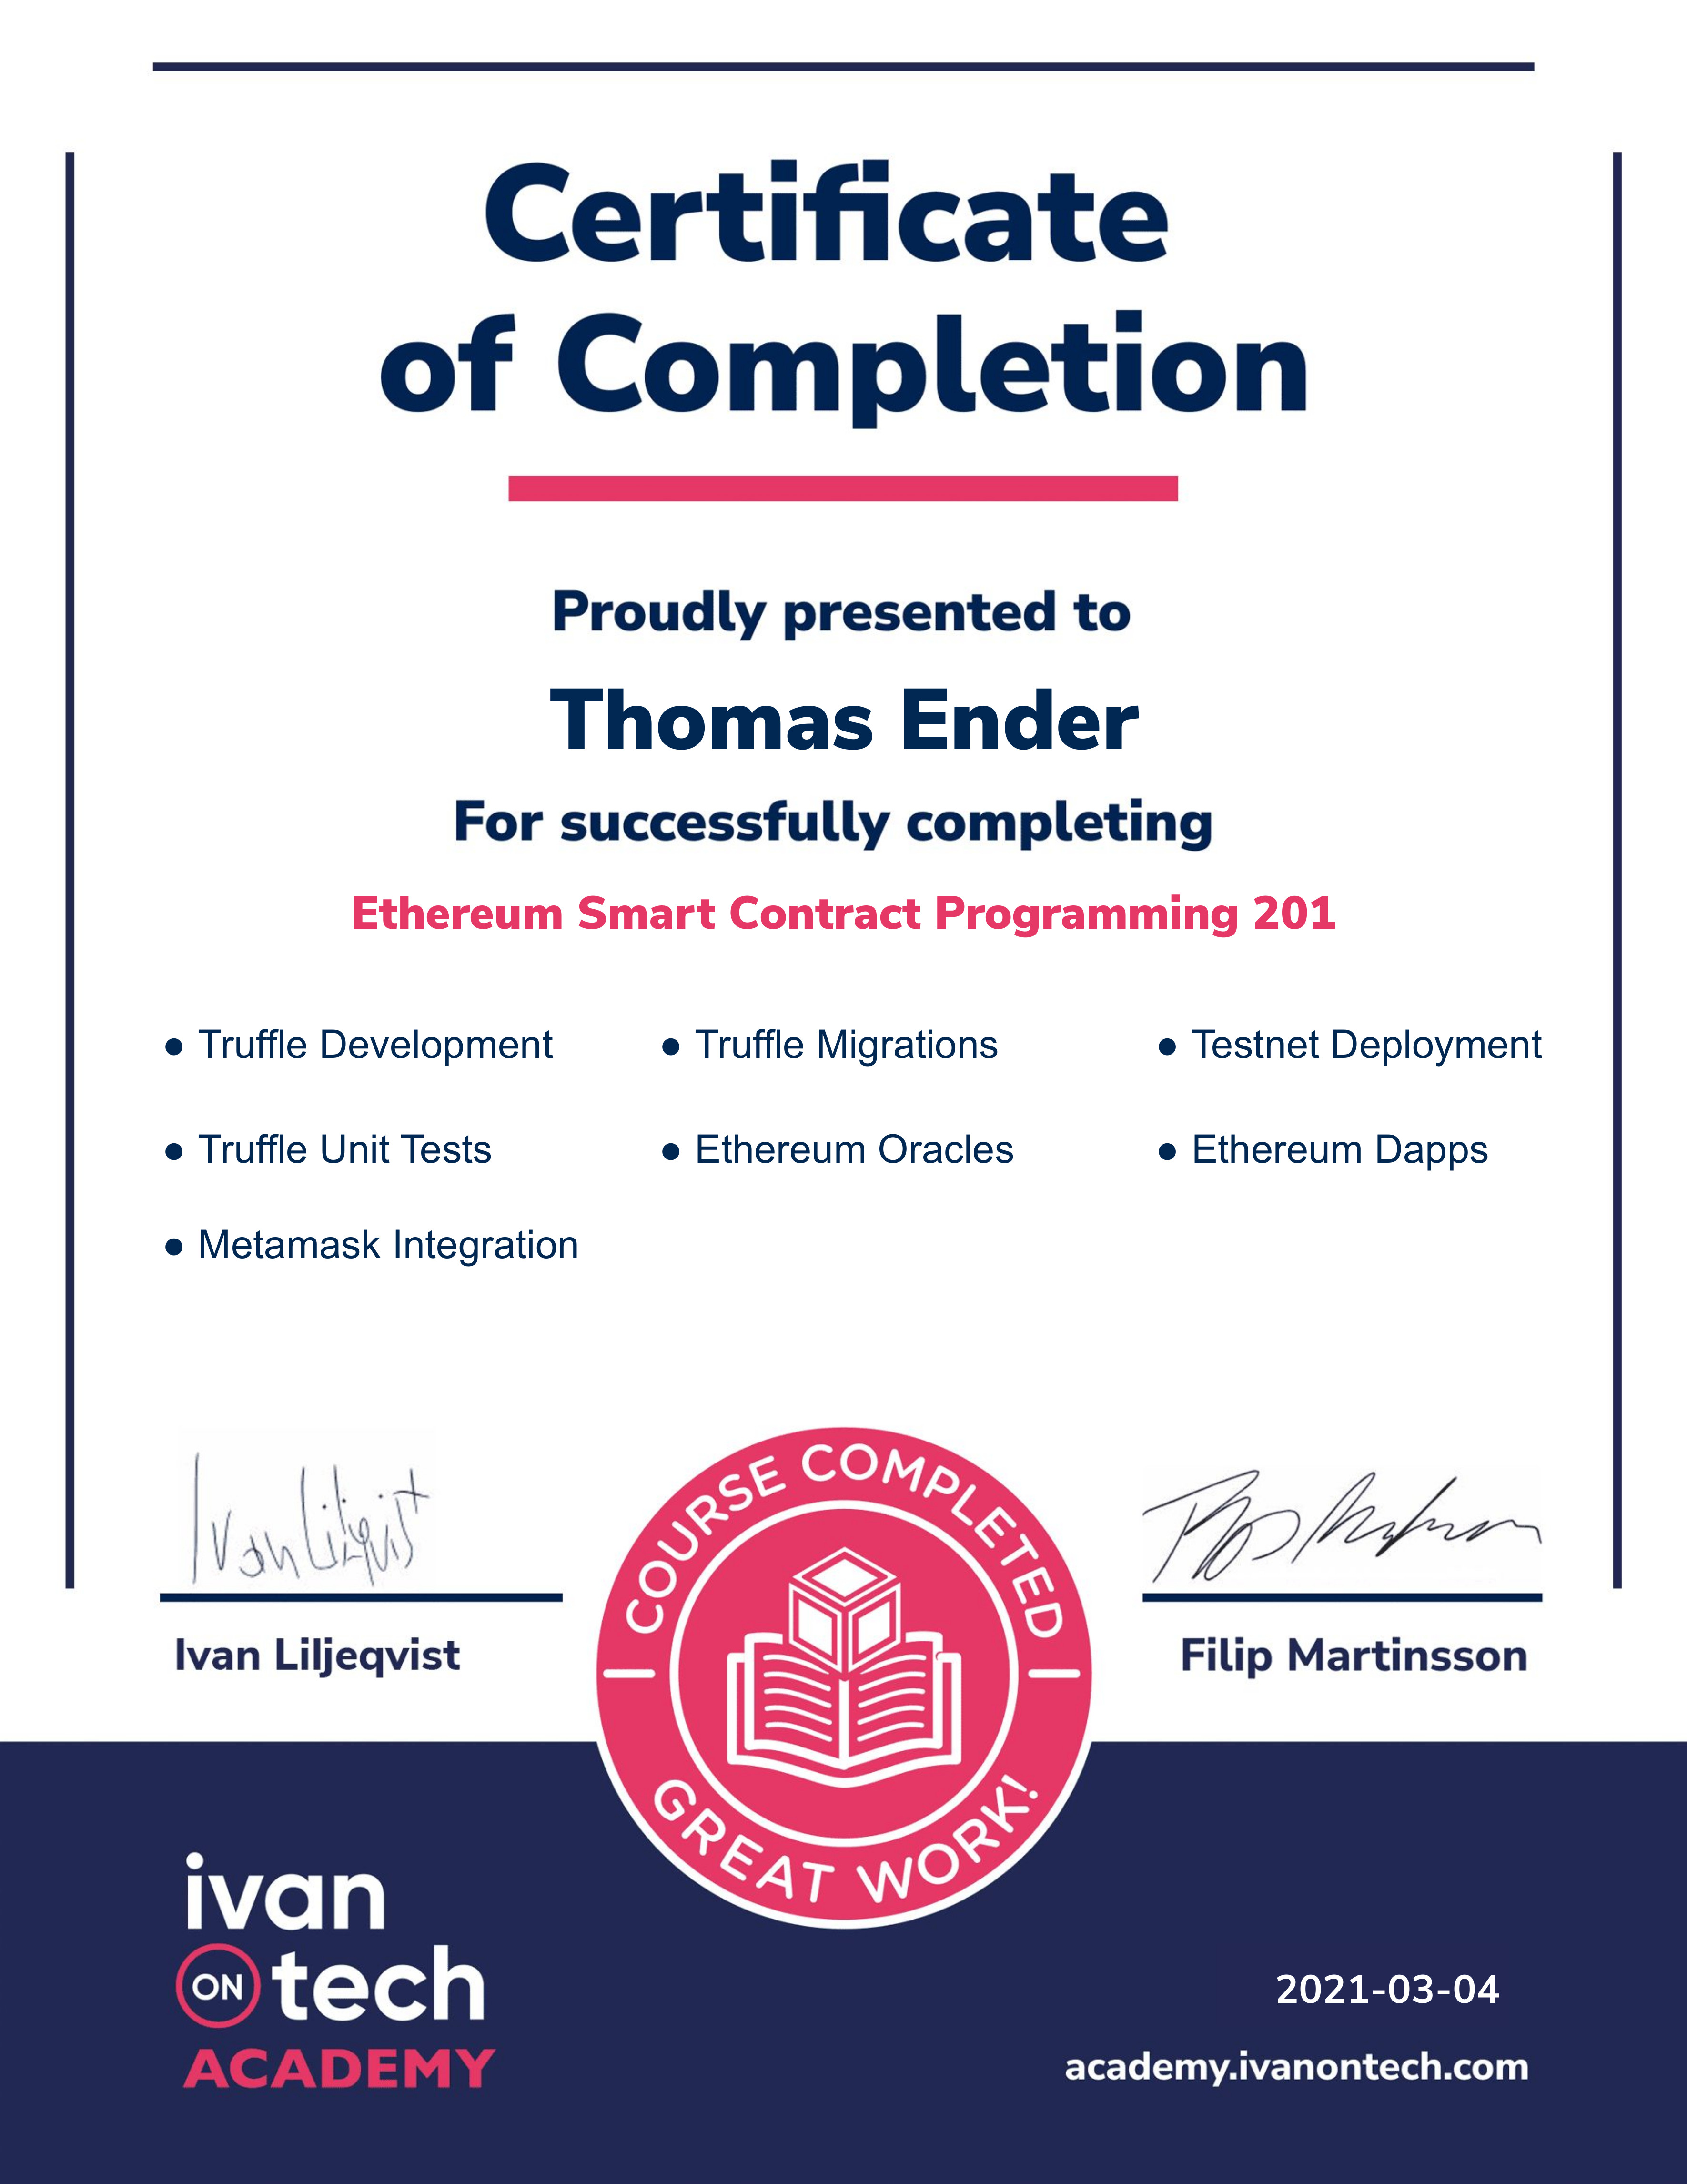 Certificate
of Completion
Proudly presented to
Thomas Ender
For successfully completing
Ethereum Smart Contract Programming 201
• Truffle Development
• Truffle Migrations
• Testnet Deployment
• Truffle Unit Tests
• Ethereum Oracles
• Ethereum Dapps
• Metamask Integration
Ivan Liljeqvist
Ivan Liljeqvist
Filip Martinsson
COURSE COMPLETED
GREAT WORK!
ivan
ON tech
ACADEMY
2021-03-04
academy.ivanontech.com